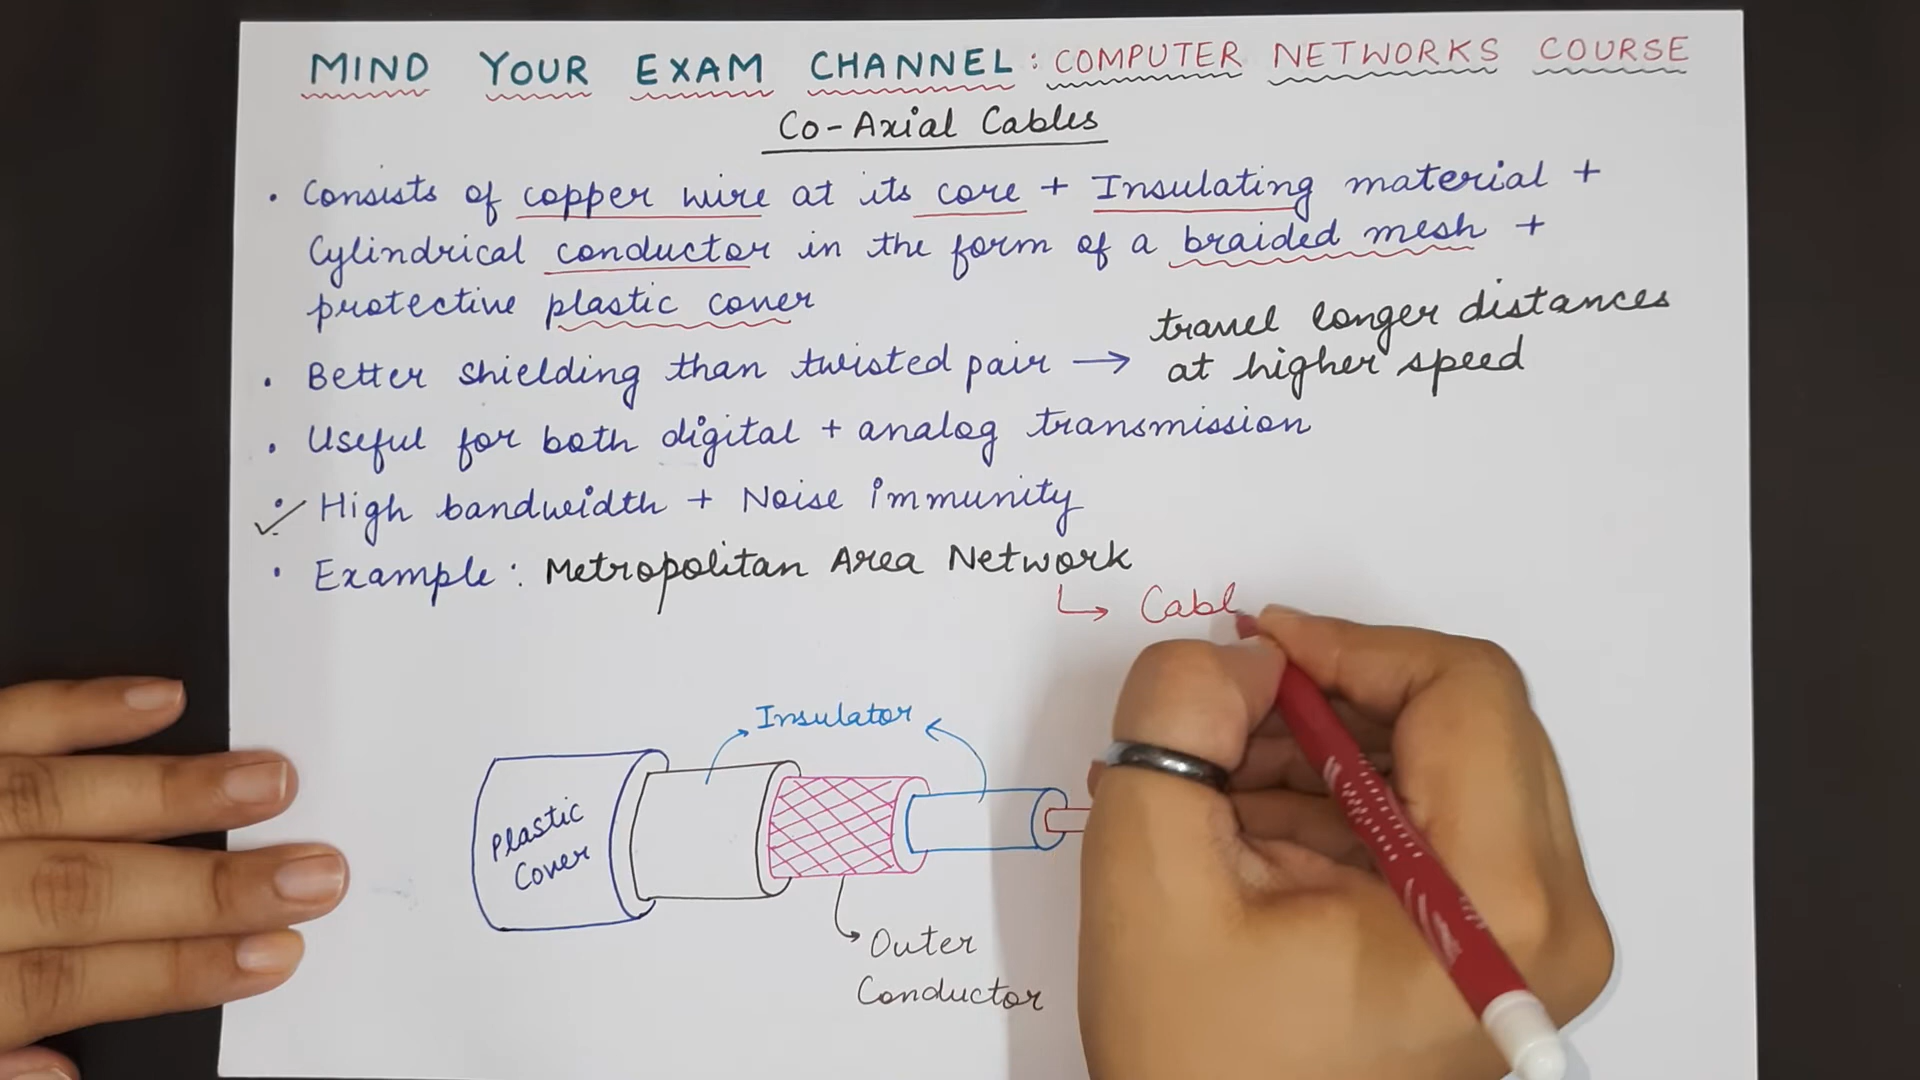 MIND YOUR EXAM CHANNEL : COMPUTER NETWORKS COURSE
Co-Axial Cables
• Consists of copper wire at its core + Insulating material +
Cylindrical conductor in the form of a braided mesh +
protective plastic cover
• Better shielding than twisted pair → travel longer distances
at higher speed
• Useful for both digital + analog transmission
• High bandwidth + Noise immunity
• Example : Metropolitan Area Network
↳ Cabl
Insulator
Plastic
Cover
Outer
Conductor